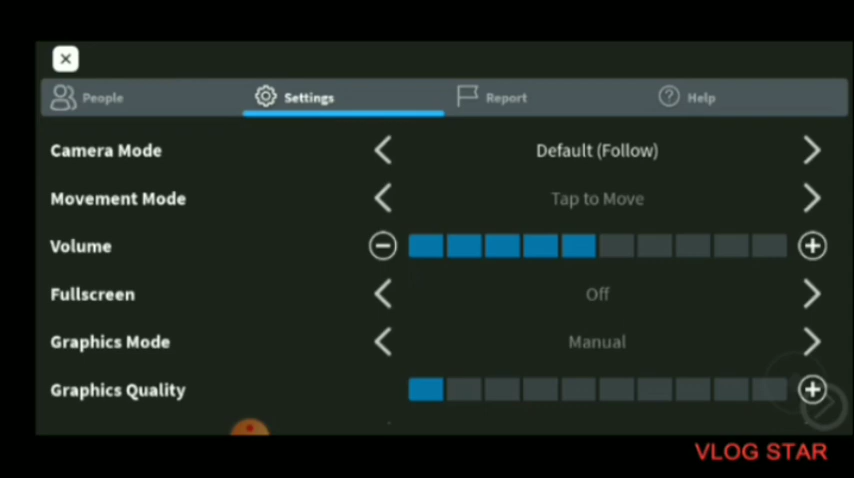 People Settings Report Help
Camera Mode Default (Follow)
Movement Mode Tap to Move
Volume
Fullscreen Off
Graphics Mode Manual
Graphics Quality
VLOG STAR